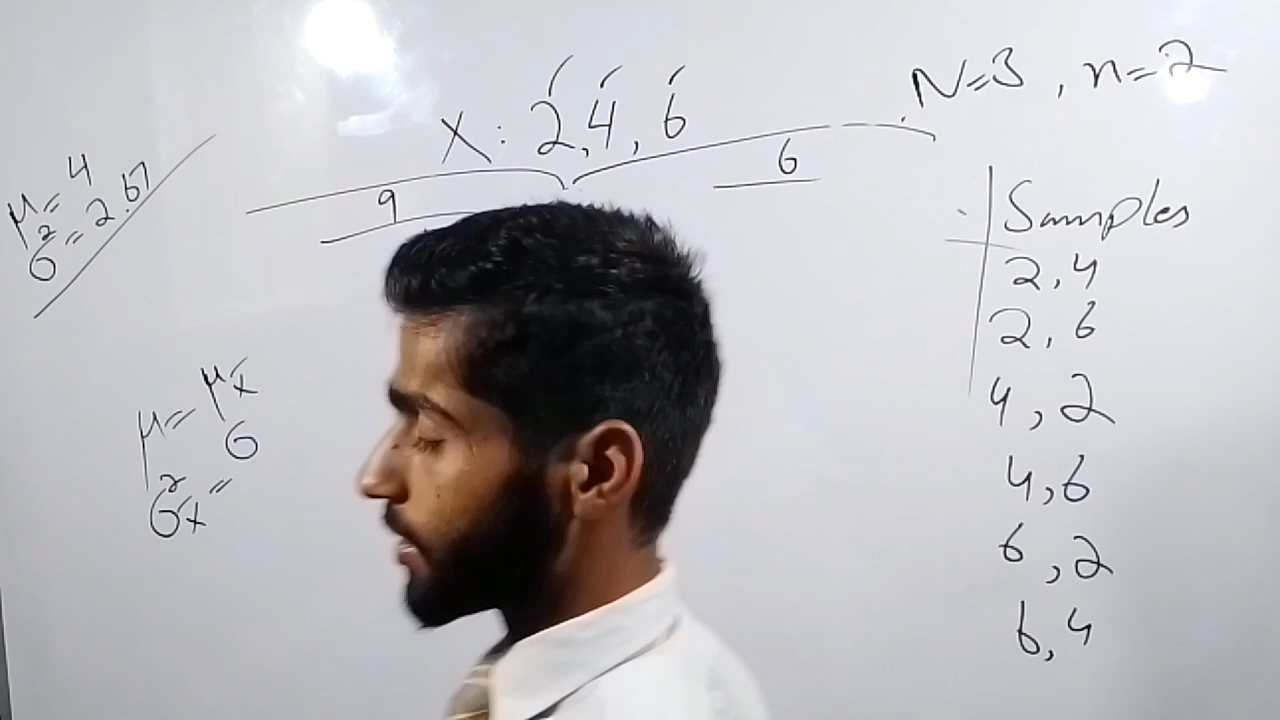 X: 2, 4, 6
N=3, n=2
9
6
μ= 4
σ² = 2.67
Samples
2, 4
2, 6
4, 2
4, 6
6, 2
6, 4
μ= μx̄
σ²x̄ = σ